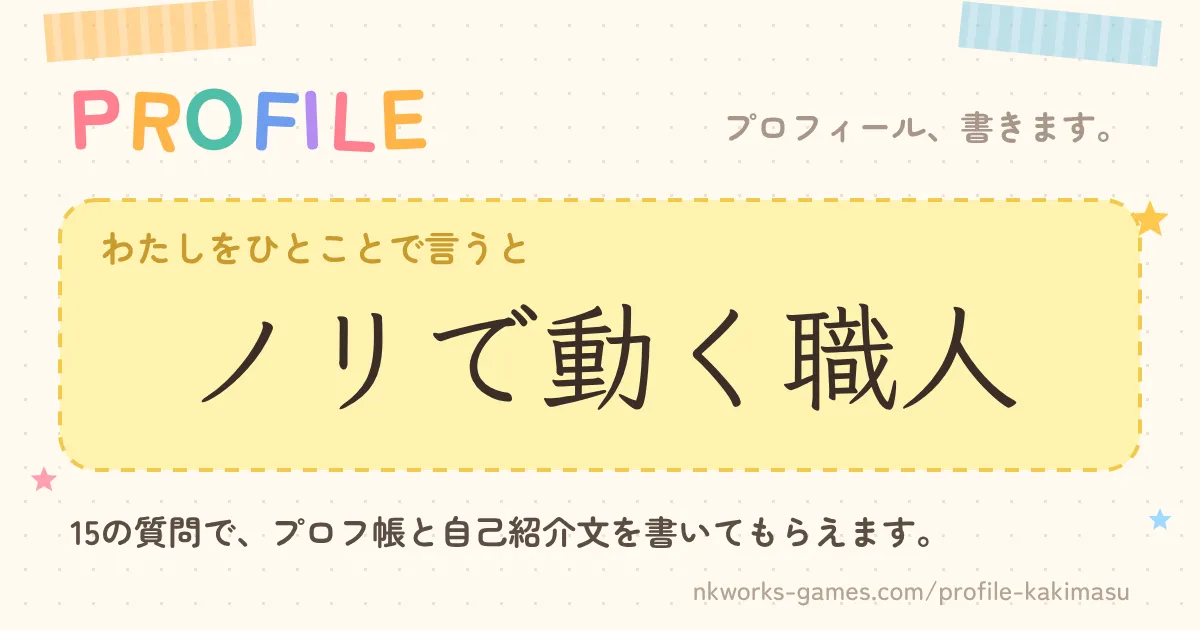 PROFILE
プロフィール、書きます。
わたしをひとことで言うと
ノリで動く職人
15の質問で、プロフ帳と自己紹介文を書いてもらえます。
nkworks-games.com/profile-kakimasu